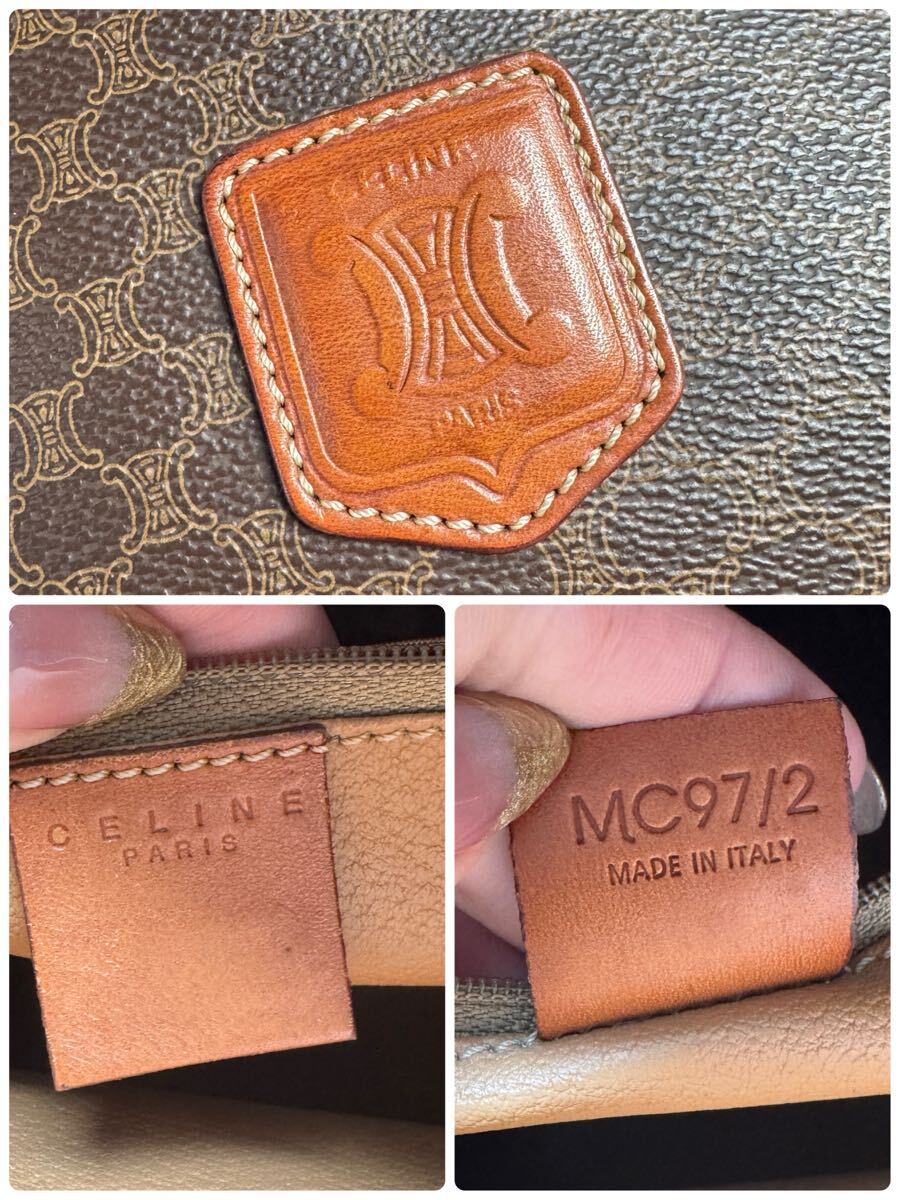 CELINE
PARIS
CELINE
PARIS
MC97/2
MADE IN ITALY